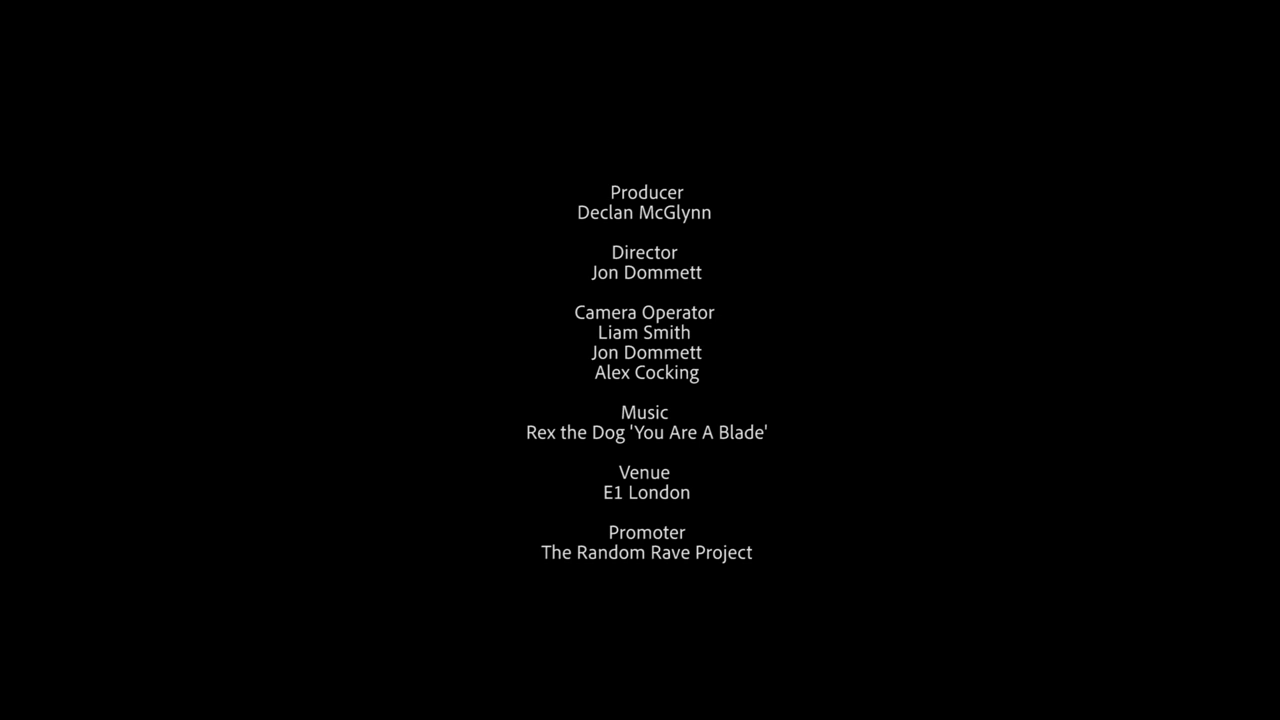 Producer
Declan McGlynn
Director
Jon Dommett
Camera Operator
Liam Smith
Jon Dommett
Alex Cocking
Music
Rex the Dog 'You Are A Blade'
Venue
E1 London
Promoter
The Random Rave Project